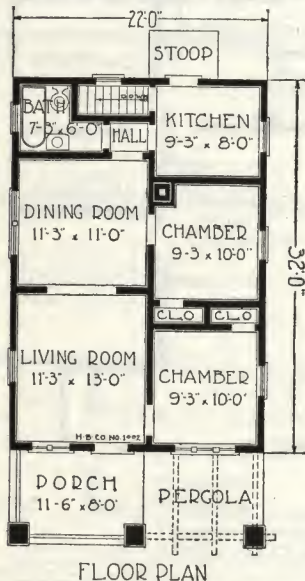 22'-0"
STOOP
BATH
7'-3" x 6'-0"
HALL
KITCHEN
9'-3" x 8'-0"
DINING ROOM
11'-3" x 11'-0"
CHAMBER
9'-3 x 10'-0"
32'-0"
CLO
CLO
LIVING ROOM
11'-3" x 13'-0"
CHAMBER
9'-3" x 10'-0"
H-B CO NO. 1002
PORCH
11'-6" x 8'-0"
PERGOLA
FLOOR PLAN